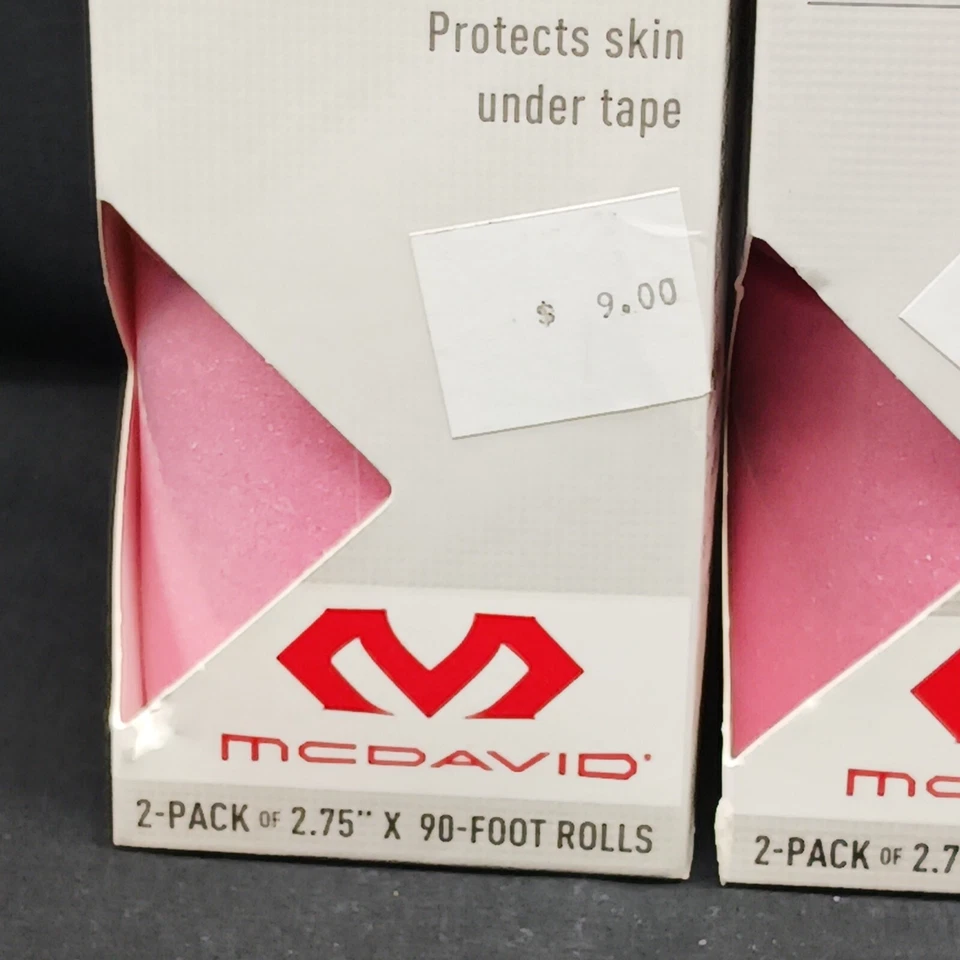 Protects skin
under tape
$ 9.00
MCDAVID
2-PACK OF 2.75" X 90-FOOT ROLLS
2-PACK OF 2.7